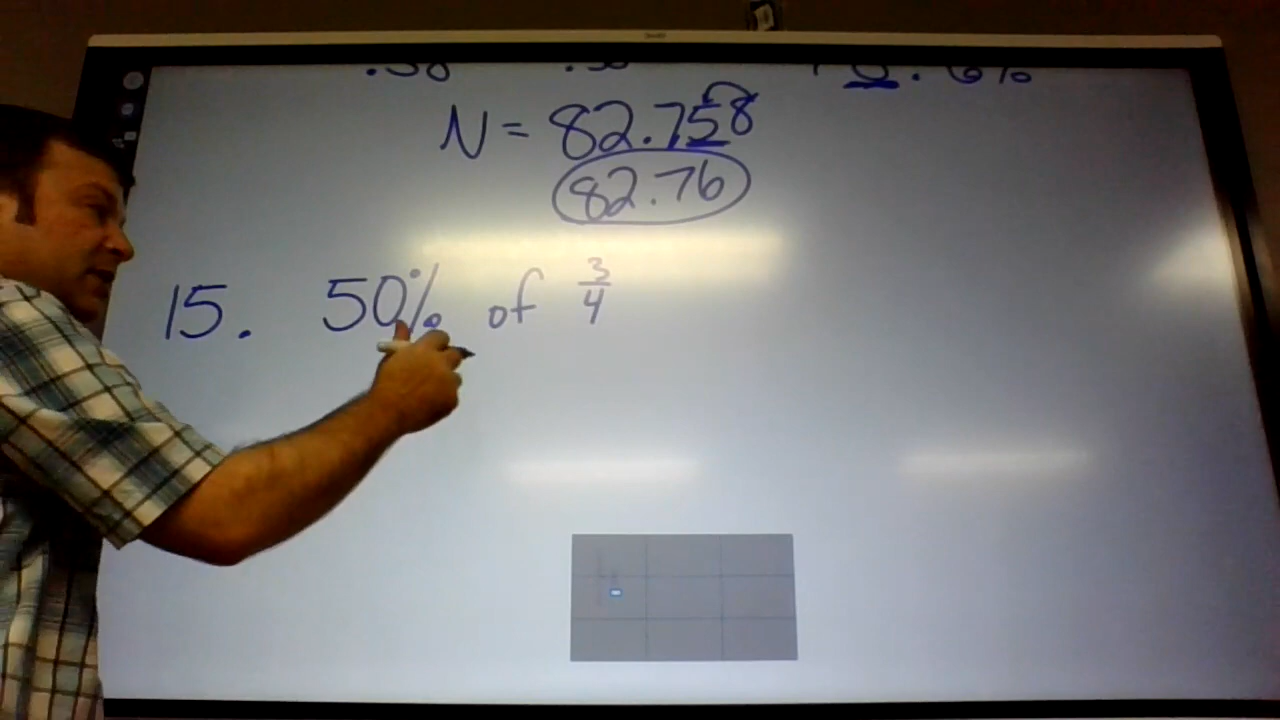 N = 82.758
82.76
15. 50% of 3/4